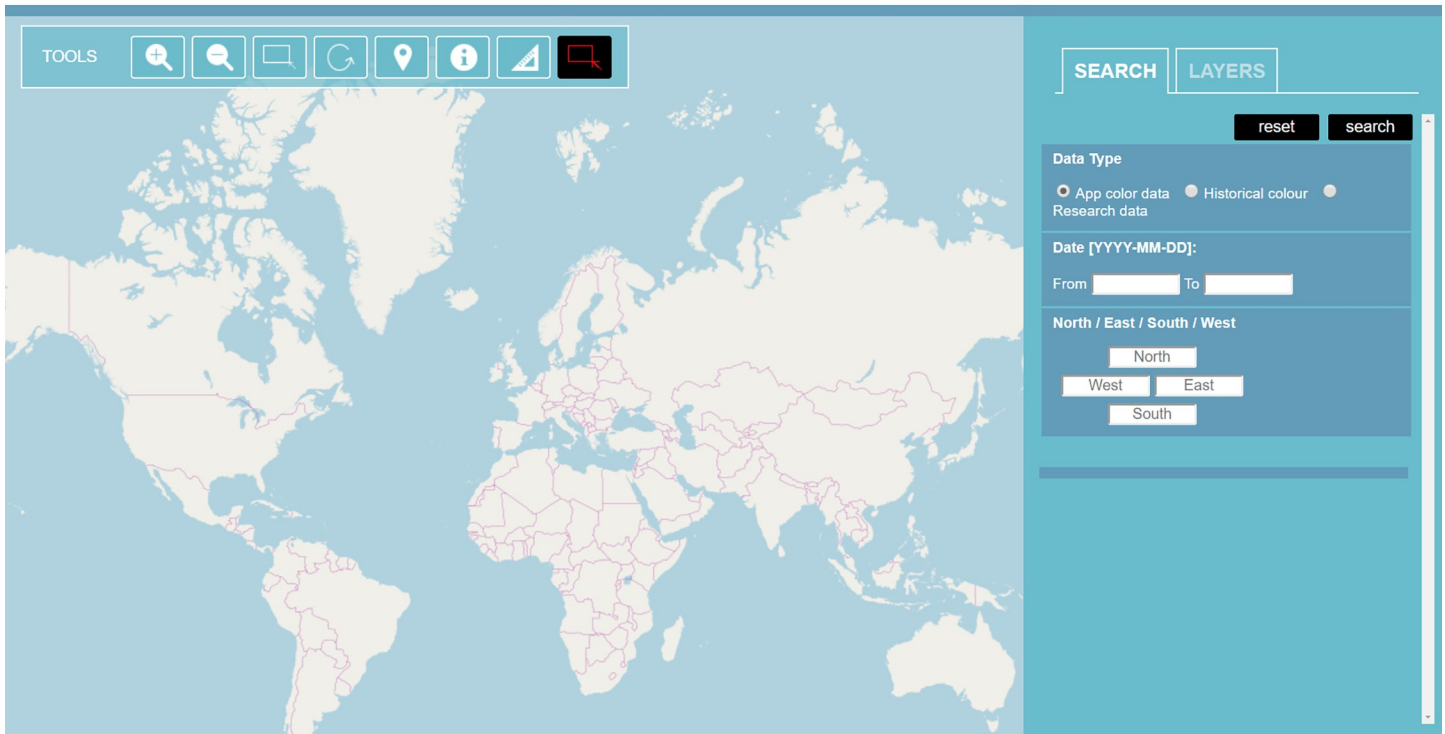 TOOLS
SEARCH LAYERS
reset search
Data Type
App color data Historical colour
Research data
Date [YYYY-MM-DD]:
From To
North / East / South / West
North
West East
South